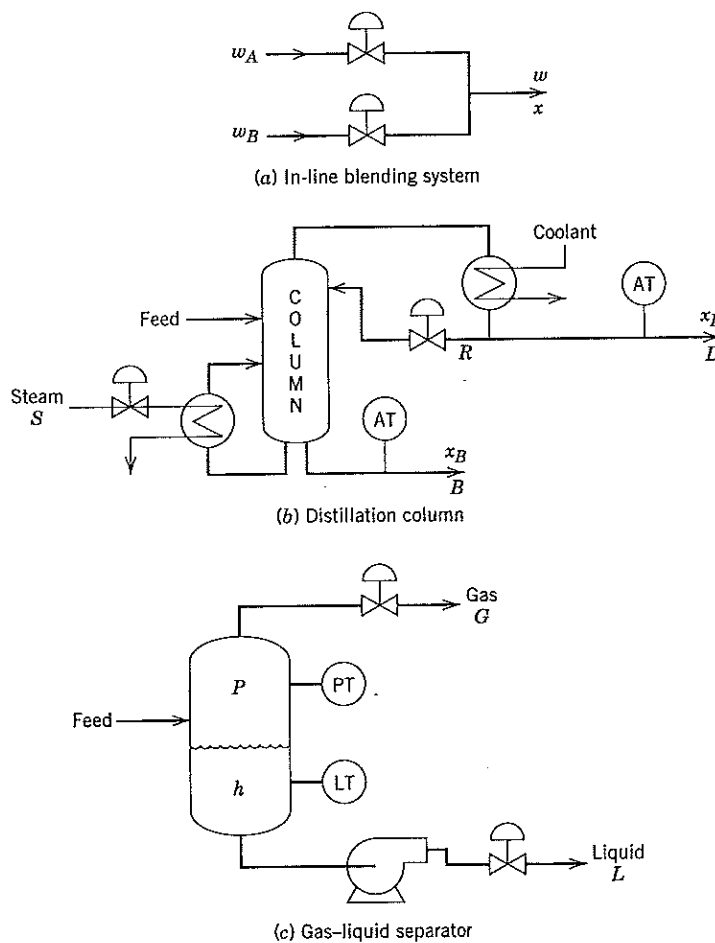 w_A
w
x
w_B
(a) In-line blending system
Coolant
COLUMN
AT
Feed
x_D
R
D
Steam
S
AT
x_B
B
(b) Distillation column
Gas
G
P
PT
Feed
h
LT
Liquid
L
(c) Gas–liquid separator